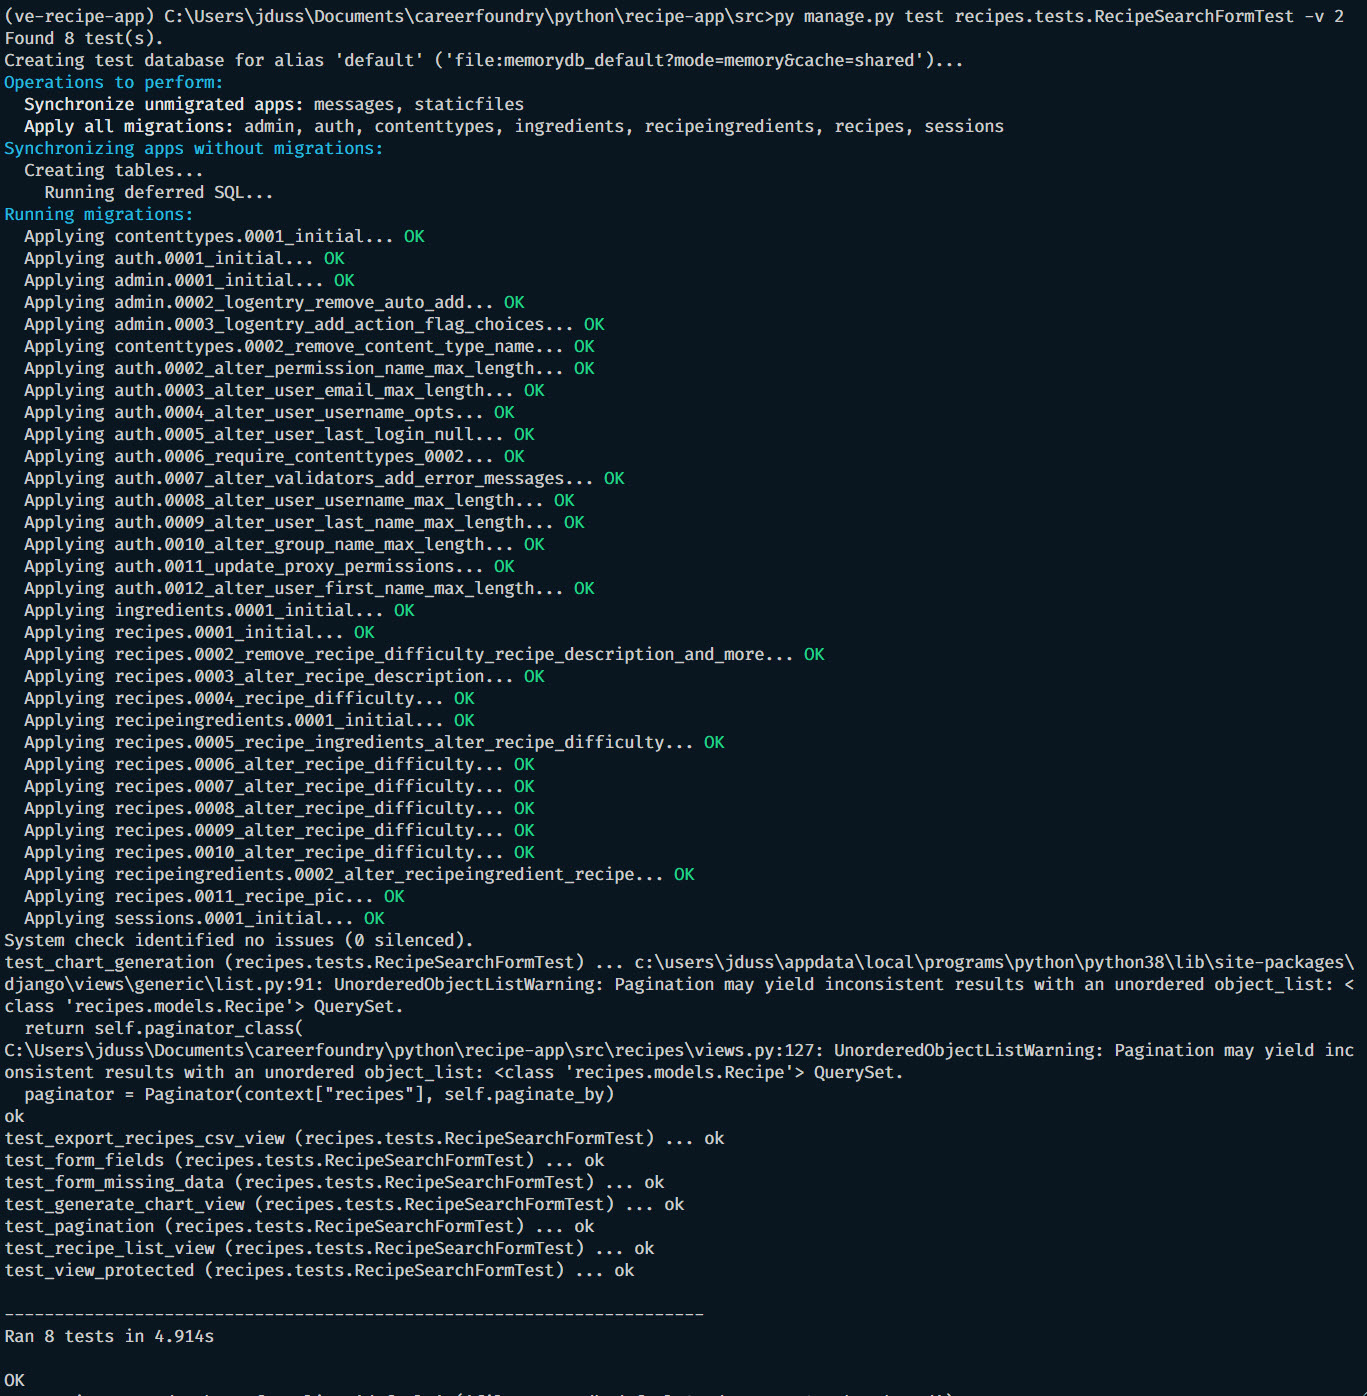 (ve-recipe-app) C:\Users\jduss\Documents\careerfoundry\python\recipe-app\src>py manage.py test recipes.tests.RecipeSearchFormTest -v 2
Found 8 test(s).
Creating test database for alias 'default' ('file:memorydb_default?mode=memory&cache=shared')...
Operations to perform:
  Synchronize unmigrated apps: messages, staticfiles
  Apply all migrations: admin, auth, contenttypes, ingredients, recipeingredients, recipes, sessions
Synchronizing apps without migrations:
  Creating tables...
    Running deferred SQL...
Running migrations:
  Applying contenttypes.0001_initial... OK
  Applying auth.0001_initial... OK
  Applying admin.0001_initial... OK
  Applying admin.0002_logentry_remove_auto_add... OK
  Applying admin.0003_logentry_add_action_flag_choices... OK
  Applying contenttypes.0002_remove_content_type_name... OK
  Applying auth.0002_alter_permission_name_max_length... OK
  Applying auth.0003_alter_user_email_max_length... OK
  Applying auth.0004_alter_user_username_opts... OK
  Applying auth.0005_alter_user_last_login_null... OK
  Applying auth.0006_require_contenttypes_0002... OK
  Applying auth.0007_alter_validators_add_error_messages... OK
  Applying auth.0008_alter_user_username_max_length... OK
  Applying auth.0009_alter_user_last_name_max_length... OK
  Applying auth.0010_alter_group_name_max_length... OK
  Applying auth.0011_update_proxy_permissions... OK
  Applying auth.0012_alter_user_first_name_max_length... OK
  Applying ingredients.0001_initial... OK
  Applying recipes.0001_initial... OK
  Applying recipes.0002_remove_recipe_difficulty_recipe_description_and_more... OK
  Applying recipes.0003_alter_recipe_description... OK
  Applying recipes.0004_recipe_difficulty... OK
  Applying recipeingredients.0001_initial... OK
  Applying recipes.0005_recipe_ingredients_alter_recipe_difficulty... OK
  Applying recipes.0006_alter_recipe_difficulty... OK
  Applying recipes.0007_alter_recipe_difficulty... OK
  Applying recipes.0008_alter_recipe_difficulty... OK
  Applying recipes.0009_alter_recipe_difficulty... OK
  Applying recipes.0010_alter_recipe_difficulty... OK
  Applying recipeingredients.0002_alter_recipeingredient_recipe... OK
  Applying recipes.0011_recipe_pic... OK
  Applying sessions.0001_initial... OK
System check identified no issues (0 silenced).
test_chart_generation (recipes.tests.RecipeSearchFormTest) ... c:\users\jduss\appdata\local\programs\python\python38\lib\site-packages\
django\views\generic\list.py:91: UnorderedObjectListWarning: Pagination may yield inconsistent results with an unordered object_list: <
class 'recipes.models.Recipe'> QuerySet.
  return self.paginator_class(
C:\Users\jduss\Documents\careerfoundry\python\recipe-app\src\recipes\views.py:127: UnorderedObjectListWarning: Pagination may yield inc
onsistent results with an unordered object_list: <class 'recipes.models.Recipe'> QuerySet.
  paginator = Paginator(context["recipes"], self.paginate_by)
ok
test_export_recipes_csv_view (recipes.tests.RecipeSearchFormTest) ... ok
test_form_fields (recipes.tests.RecipeSearchFormTest) ... ok
test_form_missing_data (recipes.tests.RecipeSearchFormTest) ... ok
test_generate_chart_view (recipes.tests.RecipeSearchFormTest) ... ok
test_pagination (recipes.tests.RecipeSearchFormTest) ... ok
test_recipe_list_view (recipes.tests.RecipeSearchFormTest) ... ok
test_view_protected (recipes.tests.RecipeSearchFormTest) ... ok

----------------------------------------------------------------------
Ran 8 tests in 4.914s

OK